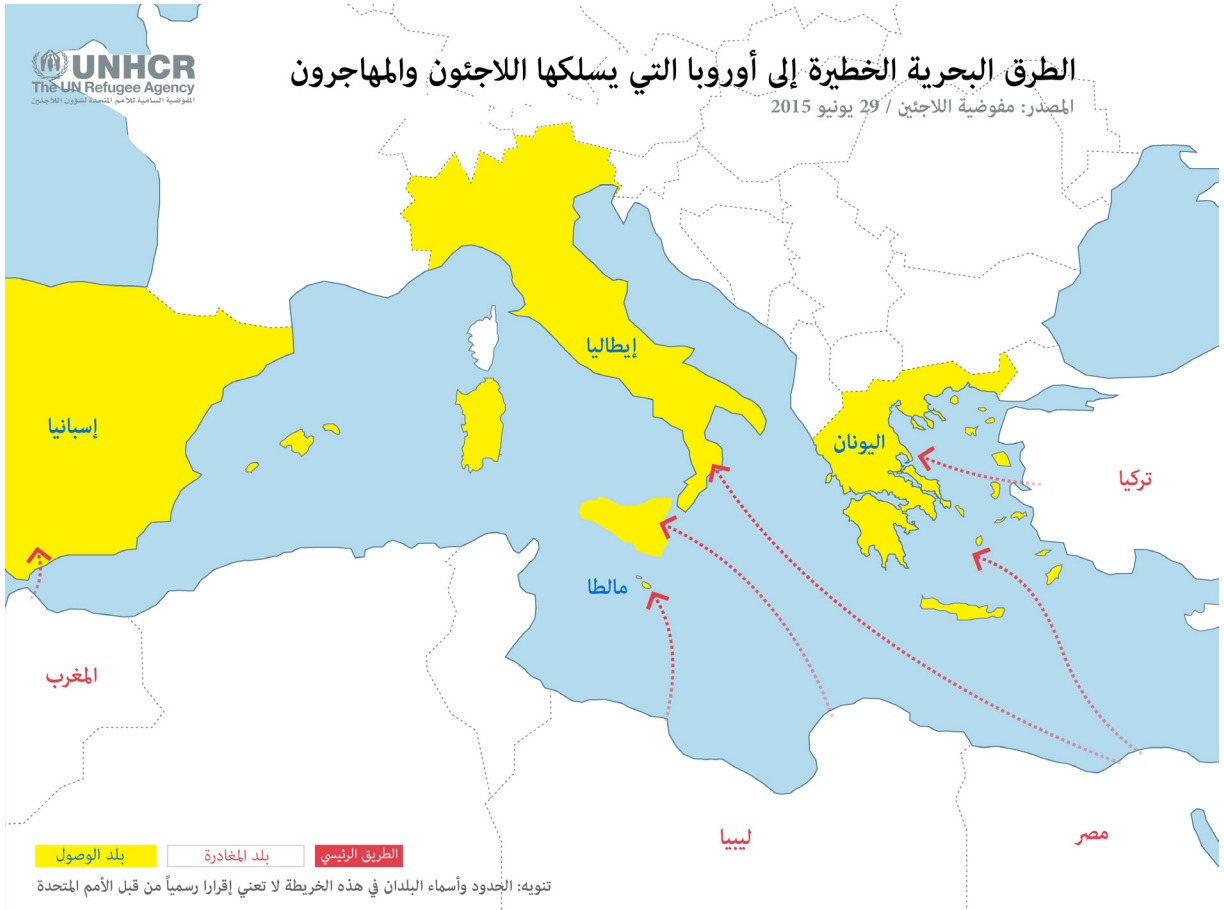 UNHCR
The UN Refugee Agency
المفوضية السامية للأمم المتحدة لشؤون اللاجئين
الطرق البحرية الخطيرة إلى أوروبا التي يسلكها اللاجئون والمهاجرون
المصدر: مفوضية اللاجئين / 29 يونيو 2015
إيطاليا
إسبانيا
اليونان
تركيا
مالطا
المغرب
ليبيا
مصر
الطريق الرئيسي
بلد المغادرة
بلد الوصول
تنويه: الحدود وأسماء البلدان في هذه الخريطة لا تعني إقرارا رسمياً من قبل الأمم المتحدة